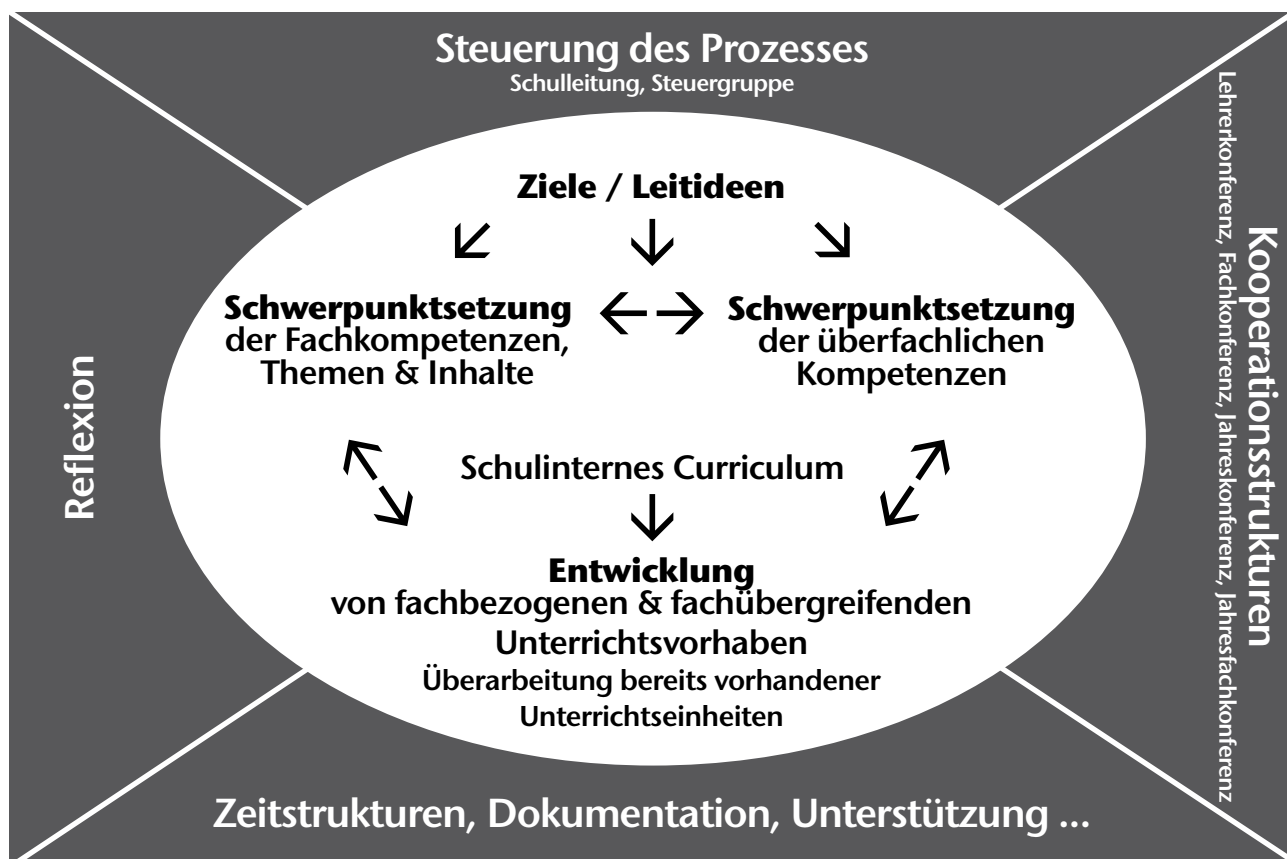 Steuerung des Prozesses
Schulleitung, Steuergruppe
Ziele / Leitideen
Schwerpunktsetzung
der Fachkompetenzen,
Themen & Inhalte
Schwerpunktsetzung
der überfachlichen
Kompetenzen
Schulinternes Curriculum
Entwicklung
von fachbezogenen & fachübergreifenden
Unterrichtsvorhaben
Überarbeitung bereits vorhandener
Unterrichtseinheiten
Reflexion
Kooperationsstrukturen
Lehrerkonferenz, Fachkonferenz, Jahreskonferenz, Jahresfachkonferenz
Zeitstrukturen, Dokumentation, Unterstützung ...